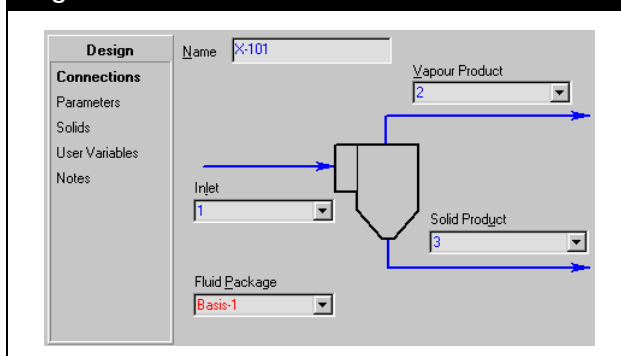 Design
Connections
Parameters
Solids
User Variables
Notes
Name X-101
Vapour Product
2
Inlet
1
Solid Product
3
Fluid Package
Basis-1